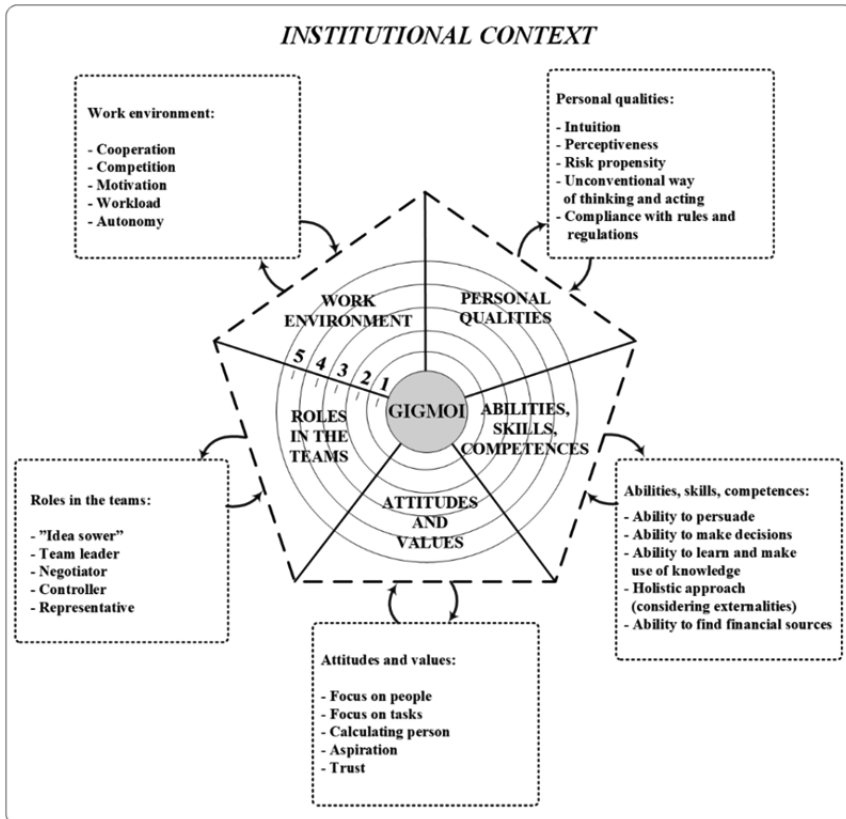 INSTITUTIONAL CONTEXT
Work environment:
- Cooperation
- Competition
- Motivation
- Workload
- Autonomy
Personal qualities:
- Intuition
- Perceptiveness
- Risk propensity
- Unconventional way
of thinking and acting
- Compliance with rules and
regulations
WORK
ENVIRONMENT
PERSONAL
QUALITIES
5 4 3 2 1
GIGMOI
ROLES
IN THE
TEAMS
ABILITIES,
SKILLS,
COMPETENCES
ATTITUDES
AND
VALUES
Roles in the teams:
- ”Idea sower”
- Team leader
- Negotiator
- Controller
- Representative
Abilities, skills, competences:
- Ability to persuade
- Ability to make decisions
- Ability to learn and make
use of knowledge
- Holistic approach
(considering externalities)
- Ability to find financial sources
Attitudes and values:
- Focus on people
- Focus on tasks
- Calculating person
- Aspiration
- Trust